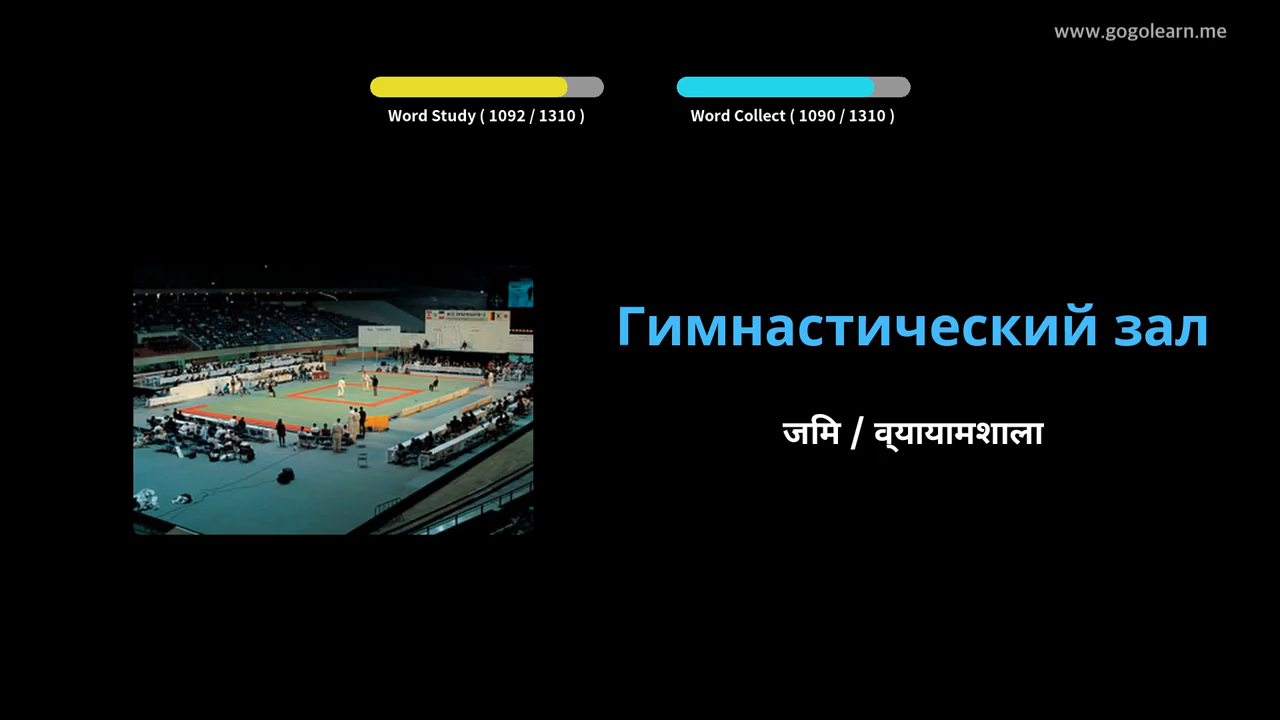 www.gogolearn.me
Word Study ( 1092 / 1310 )
Word Collect ( 1090 / 1310 )
Гимнастический зал
जमि / व्यायामशाला